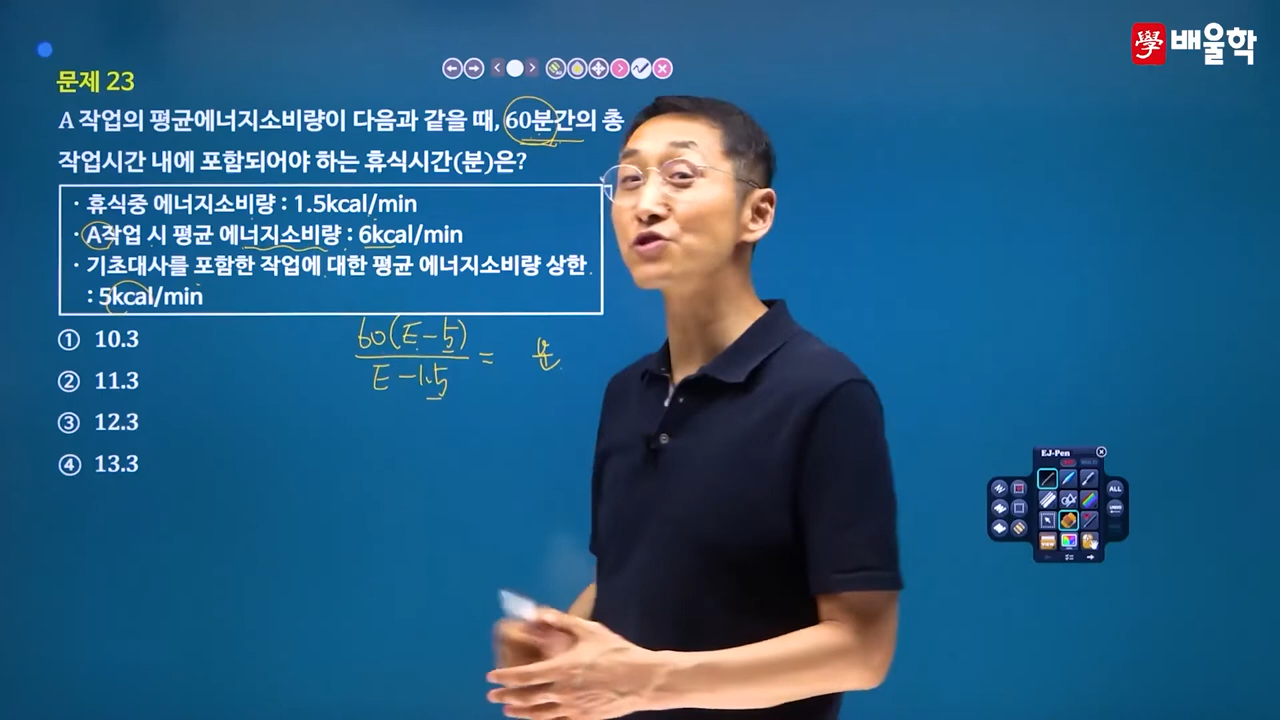 學 배울학
문제 23
A 작업의 평균에너지소비량이 다음과 같을 때, 60분간의 총
작업시간 내에 포함되어야 하는 휴식시간(분)은?
· 휴식중 에너지소비량 : 1.5kcal/min
· A작업 시 평균 에너지소비량 : 6kcal/min
· 기초대사를 포함한 작업에 대한 평균 에너지소비량 상한
: 5kcal/min
① 10.3
② 11.3
③ 12.3
④ 13.3
60(E-5)
E-1.5
= 분
EJ-Pen
ALL